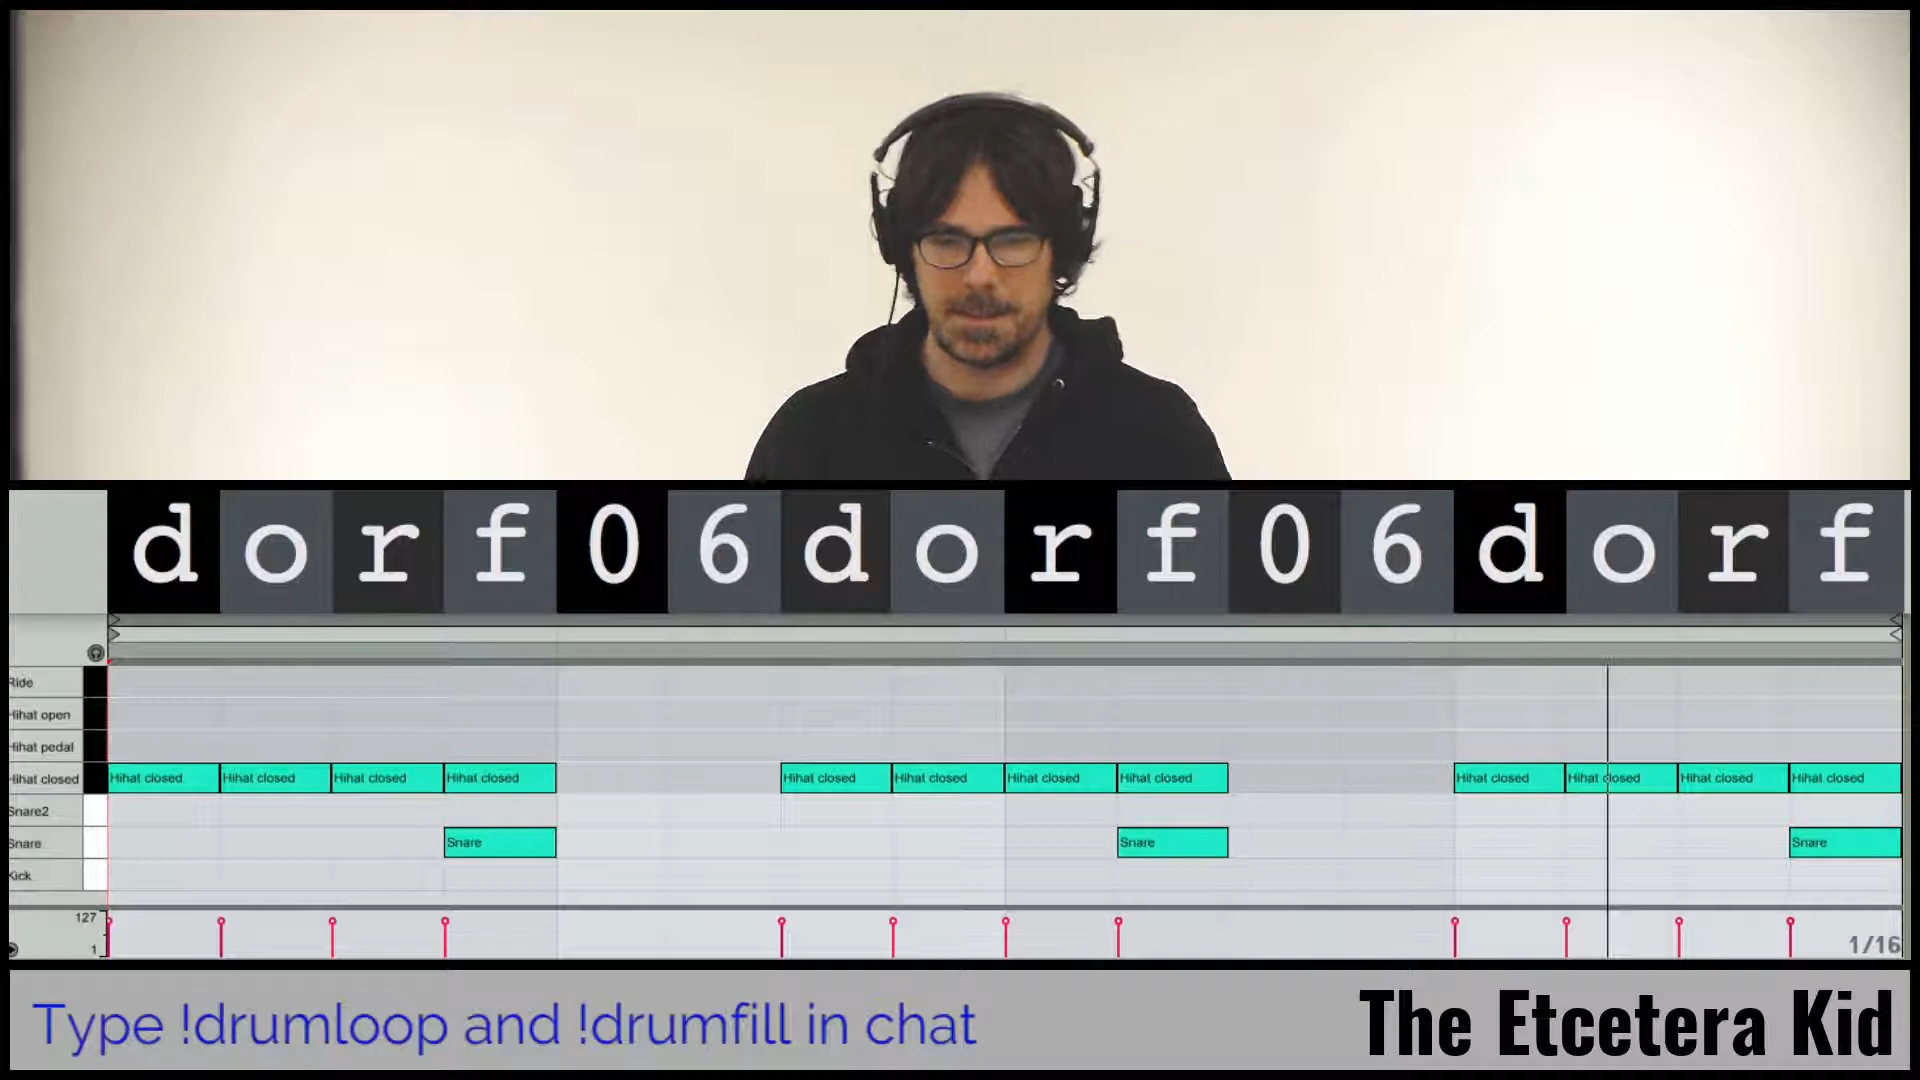 dorf06dorf06dorf
Ride
Hihat open
Hihat pedal
Hihat closed
Hihat closed Hihat closed Hihat closed Hihat closed Hihat closed Hihat closed Hihat closed Hihat closed Hihat closed Hihat closed Hihat closed Hihat closed
Snare2
Snare
Snare Snare Snare
Kick
127
1
1/16
Type !drumloop and !drumfill in chat
The Etcetera Kid